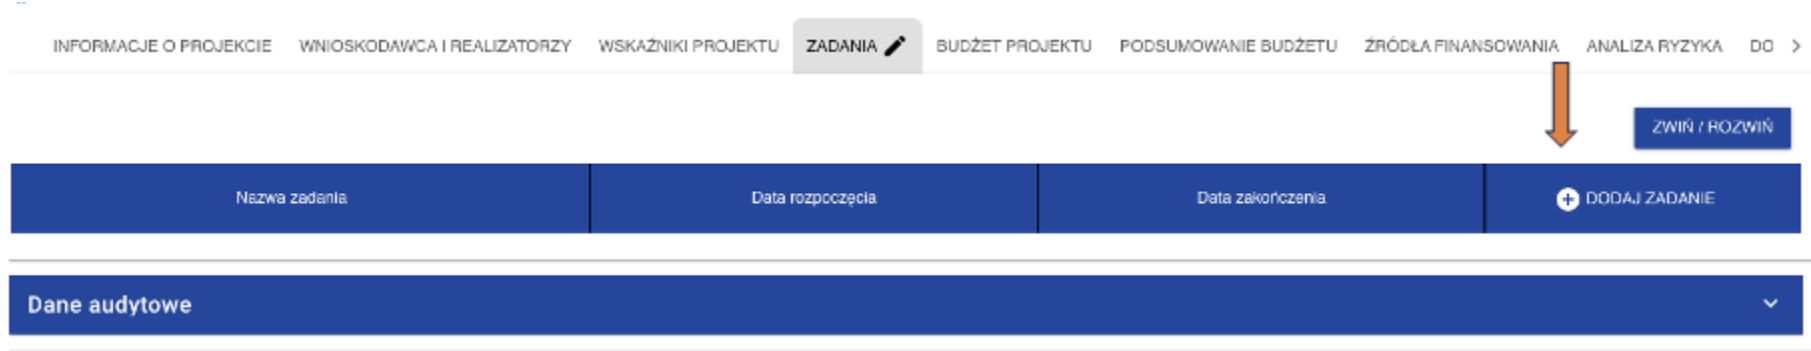 INFORMACJE O PROJEKCIE WNIOSKODAWCA I REALIZATORZY WSKAŹNIKI PROJEKTU ZADANIA BUDŻET PROJEKTU PODSUMOWANIE BUDŻETU ŹRÓDŁA FINANSOWANIA ANALIZA RYZYKA DO
ZWIŃ / ROZWIŃ
Nazwa zadania Data rozpoczęcia Data zakończenia DODAJ ZADANIE
Dane audytowe